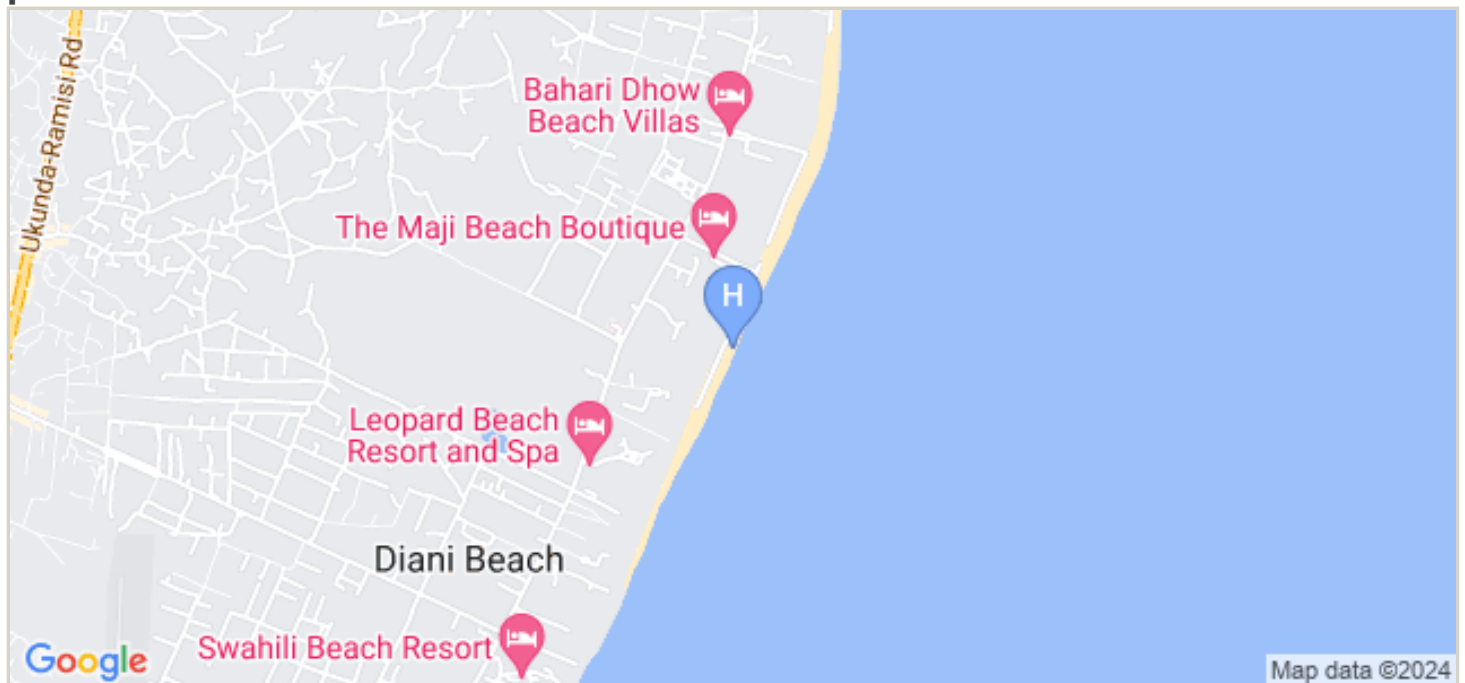 Bahari Dhow
Beach Villas
Ukunda-Ramisi Rd
The Maji Beach Boutique
H
Leopard Beach
Resort and Spa
Diani Beach
Swahili Beach Resort
Google
Map data ©2024